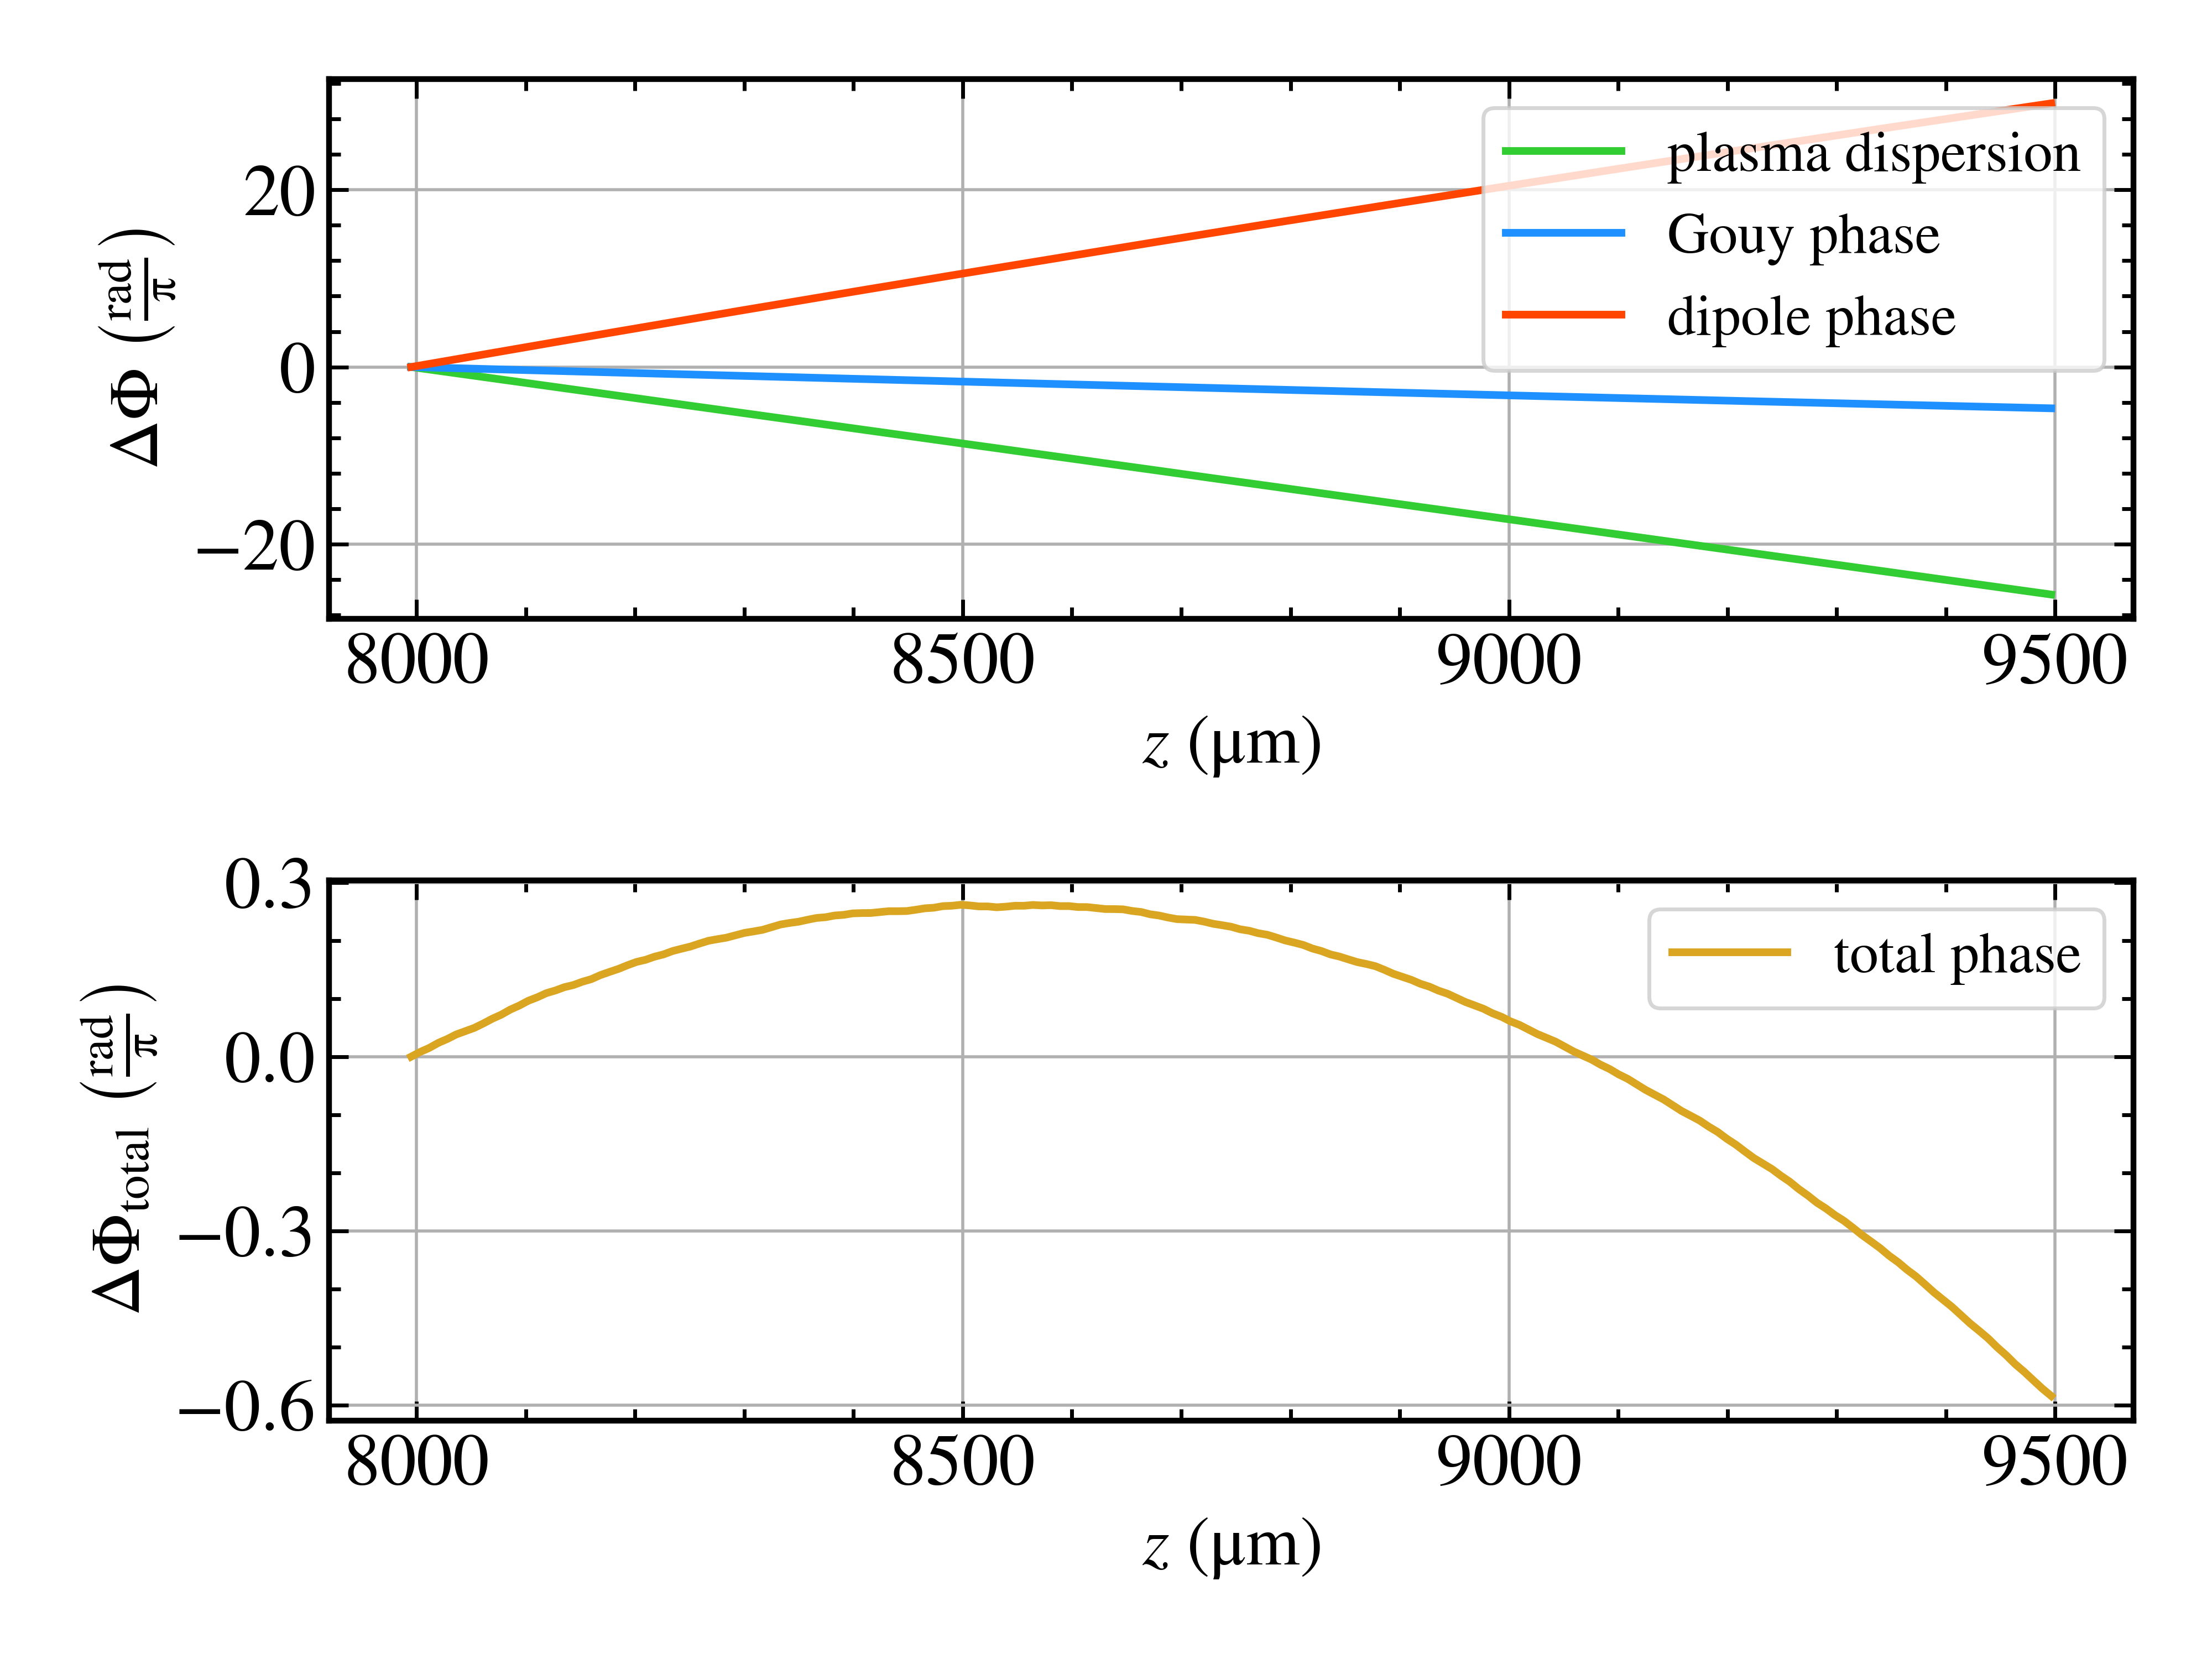 ΔΦ (rad/π)
20
0
−20
plasma dispersion
Gouy phase
dipole phase
8000 8500 9000 9500
z (μm)
ΔΦtotal (rad/π)
0.3
0.0
−0.3
−0.6
total phase
8000 8500 9000 9500
z (μm)